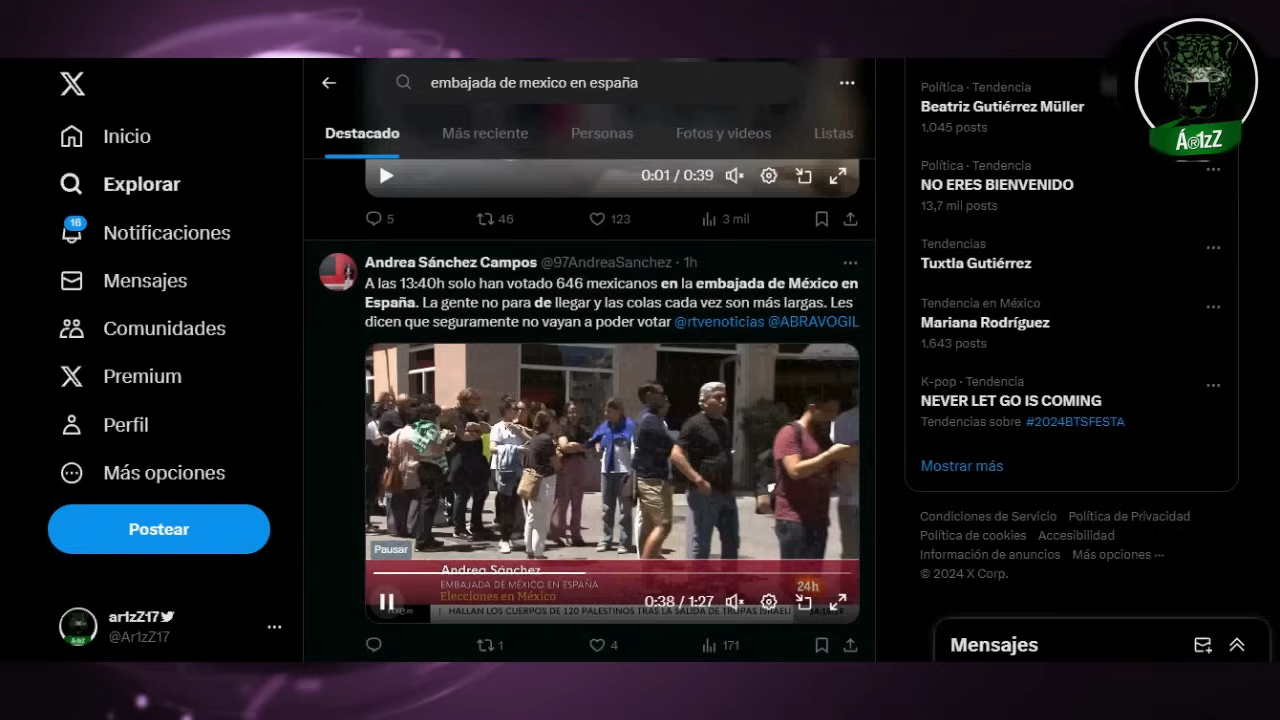 Inicio
Explorar
16
Notificaciones
Mensajes
Comunidades
Premium
Perfil
Más opciones
Postear
ar1zZ17
@Ar1zZ17
embajada de mexico en españa
Destacado
Más reciente
Personas
Fotos y videos
Listas
0:01 / 0:39
5
46
123
3 mil
Andrea Sánchez Campos @97AndreaSanchez · 1h
A las 13:40h solo han votado 646 mexicanos en la embajada de México en
España. La gente no para de llegar y las colas cada vez son más largas. Les
dicen que seguramente no vayan a poder votar @rtvenoticias @ABRAVOGIL
Pausar
Andrea Sánchez
EMBAJADA DE MÉXICO EN ESPAÑA
Elecciones en México
24h
0:38 / 1:27
HALLAN LOS CUERPOS DE 120 PALESTINOS TRAS LA SALIDA DE TROPAS ISRAELI
1
4
171
Política · Tendencia
Beatriz Gutiérrez Müller
1.045 posts
Política · Tendencia
NO ERES BIENVENIDO
13,7 mil posts
Tendencias
Tuxtla Gutiérrez
Tendencia en México
Mariana Rodríguez
1.643 posts
K-pop · Tendencia
NEVER LET GO IS COMING
Tendencias sobre #2024BTSFESTA
Mostrar más
Condiciones de Servicio Política de Privacidad
Política de cookies Accesibilidad
Información de anuncios Más opciones ···
© 2024 X Corp.
Mensajes
Á®1zZ